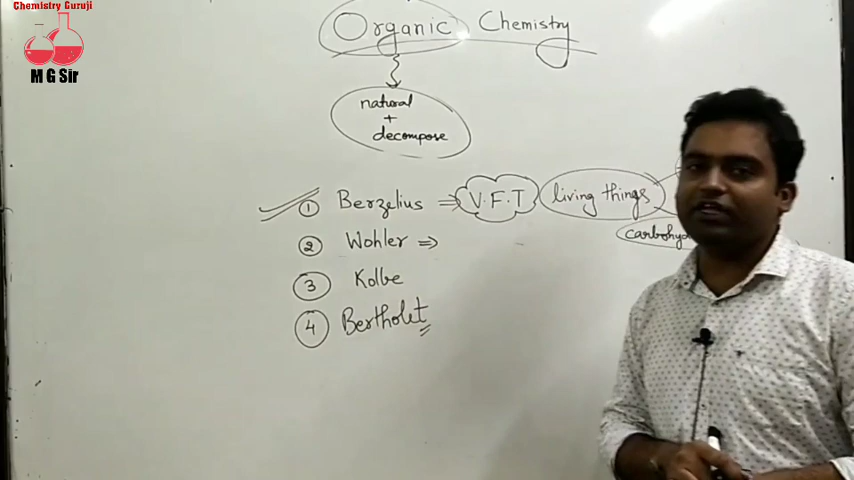 Chemistry Guruji
M G Sir
Organic Chemistry
natural
+
decompose
① Berzelius ⇒ V.F.T living things
② Wohler ⇒
③ Kolbe
④ Bertholet